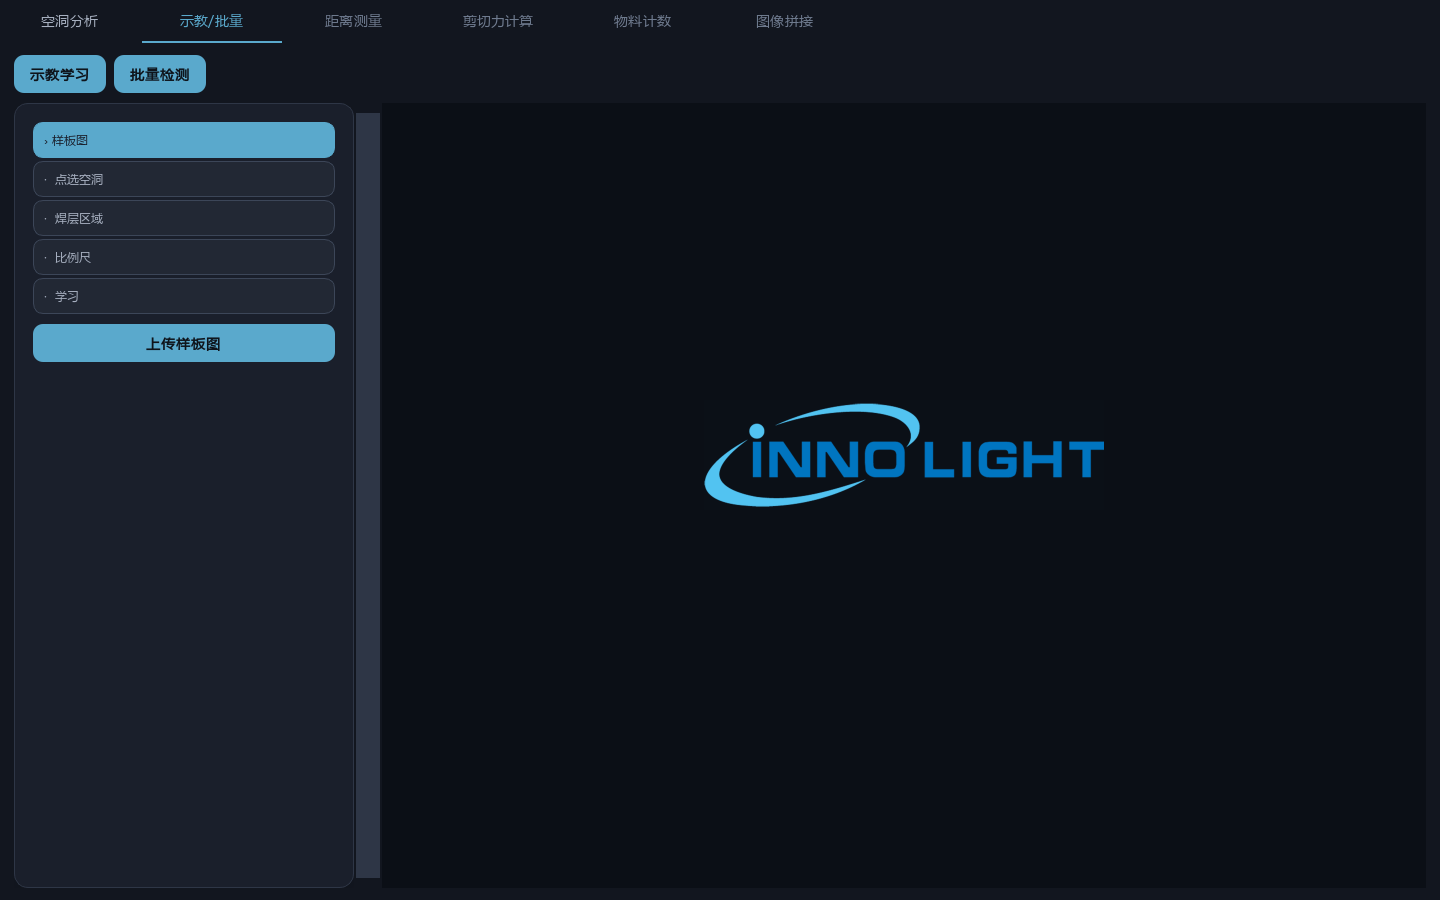 空洞分析 示教/批量 距离测量 剪切力计算 物料计数 图像拼接
示教学习 批量检测
› 样板图
· 点选空洞
· 焊层区域
· 比例尺
· 学习
上传样板图
iNNOLIGHT